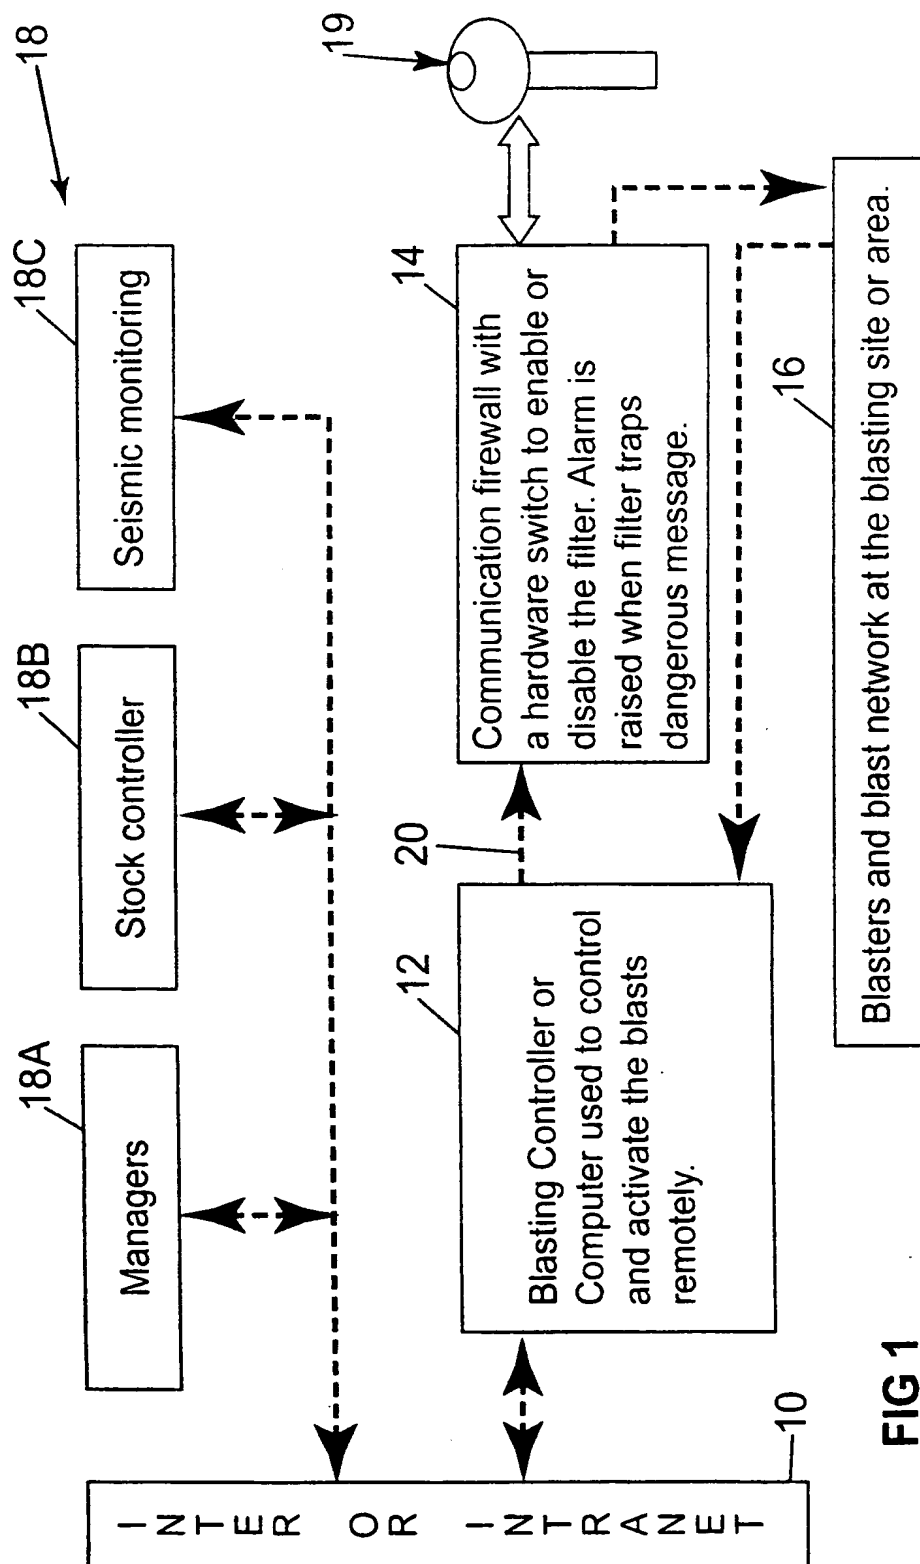 18
18A
Managers
18B
Stock controller
18C
Seismic monitoring
INTER OR INTRANET
10
12
Blasting Controller or
Computer used to control
and activate the blasts
remotely.
20
14
Communication firewall with
a hardware switch to enable or
disable the filter. Alarm is
raised when filter traps
dangerous message.
19
16
Blasters and blast network at the blasting site or area.
FIG 1